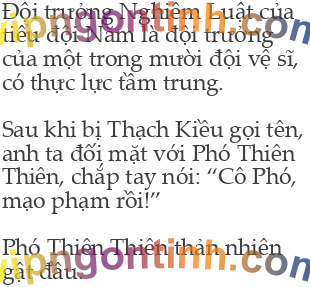 Đội trưởng Nghiêm Luật của
tiểu đội Năm là đội trưởng
của một trong mười đội vệ sĩ,
có thực lực tầm trung.
Sau khi bị Thạch Kiều gọi tên,
anh ta đối mặt với Phó Thiên
Thiên, chắp tay nói: “Cô Phó,
mạo phạm rồi!”
Phó Thiên Thiên thản nhiên
gật đầu.